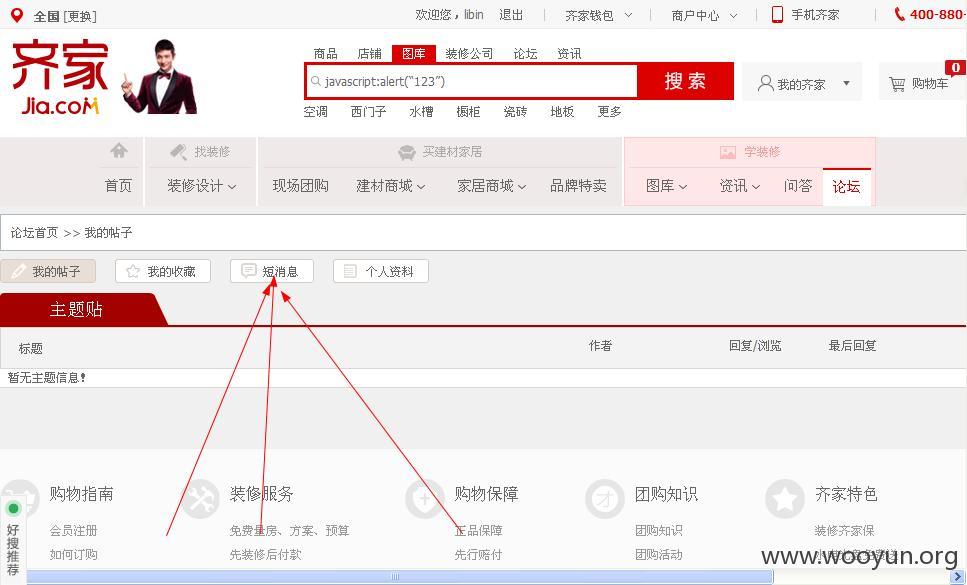 全国 [更换] 欢迎您，libin 退出 齐家钱包 商户中心 手机齐家 400-880-
齐家
Jia.com
商品 店铺 图库 装修公司 论坛 资讯
javascript:alert("123") 搜索 我的齐家 购物车 0
空调 西门子 水槽 橱柜 瓷砖 地板 更多
找装修 买建材家居 学装修
首页 装修设计 现场团购 建材商城 家居商城 品牌特卖 图库 资讯 问答 论坛
论坛首页 >> 我的帖子
我的帖子 我的收藏 短消息 个人资料
主题贴
标题 作者 回复/浏览 最后回复
暂无主题信息!
购物指南 装修服务 购物保障 团购知识 齐家特色
会员注册 免费量房、方案、预算 正品保障 团购知识 装修齐家保
如何订购 先装修后付款 先行赔付 团购活动
好搜推荐
www.wooyun.org